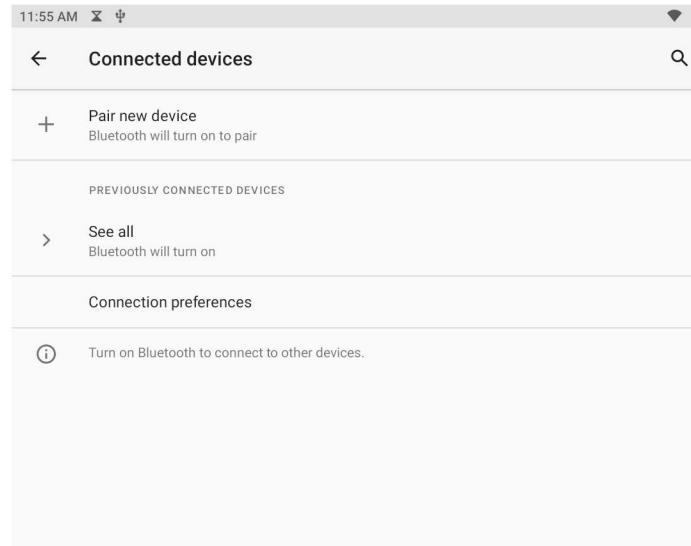 11:55 AM
Connected devices
Pair new device
Bluetooth will turn on to pair
PREVIOUSLY CONNECTED DEVICES
See all
Bluetooth will turn on
Connection preferences
Turn on Bluetooth to connect to other devices.